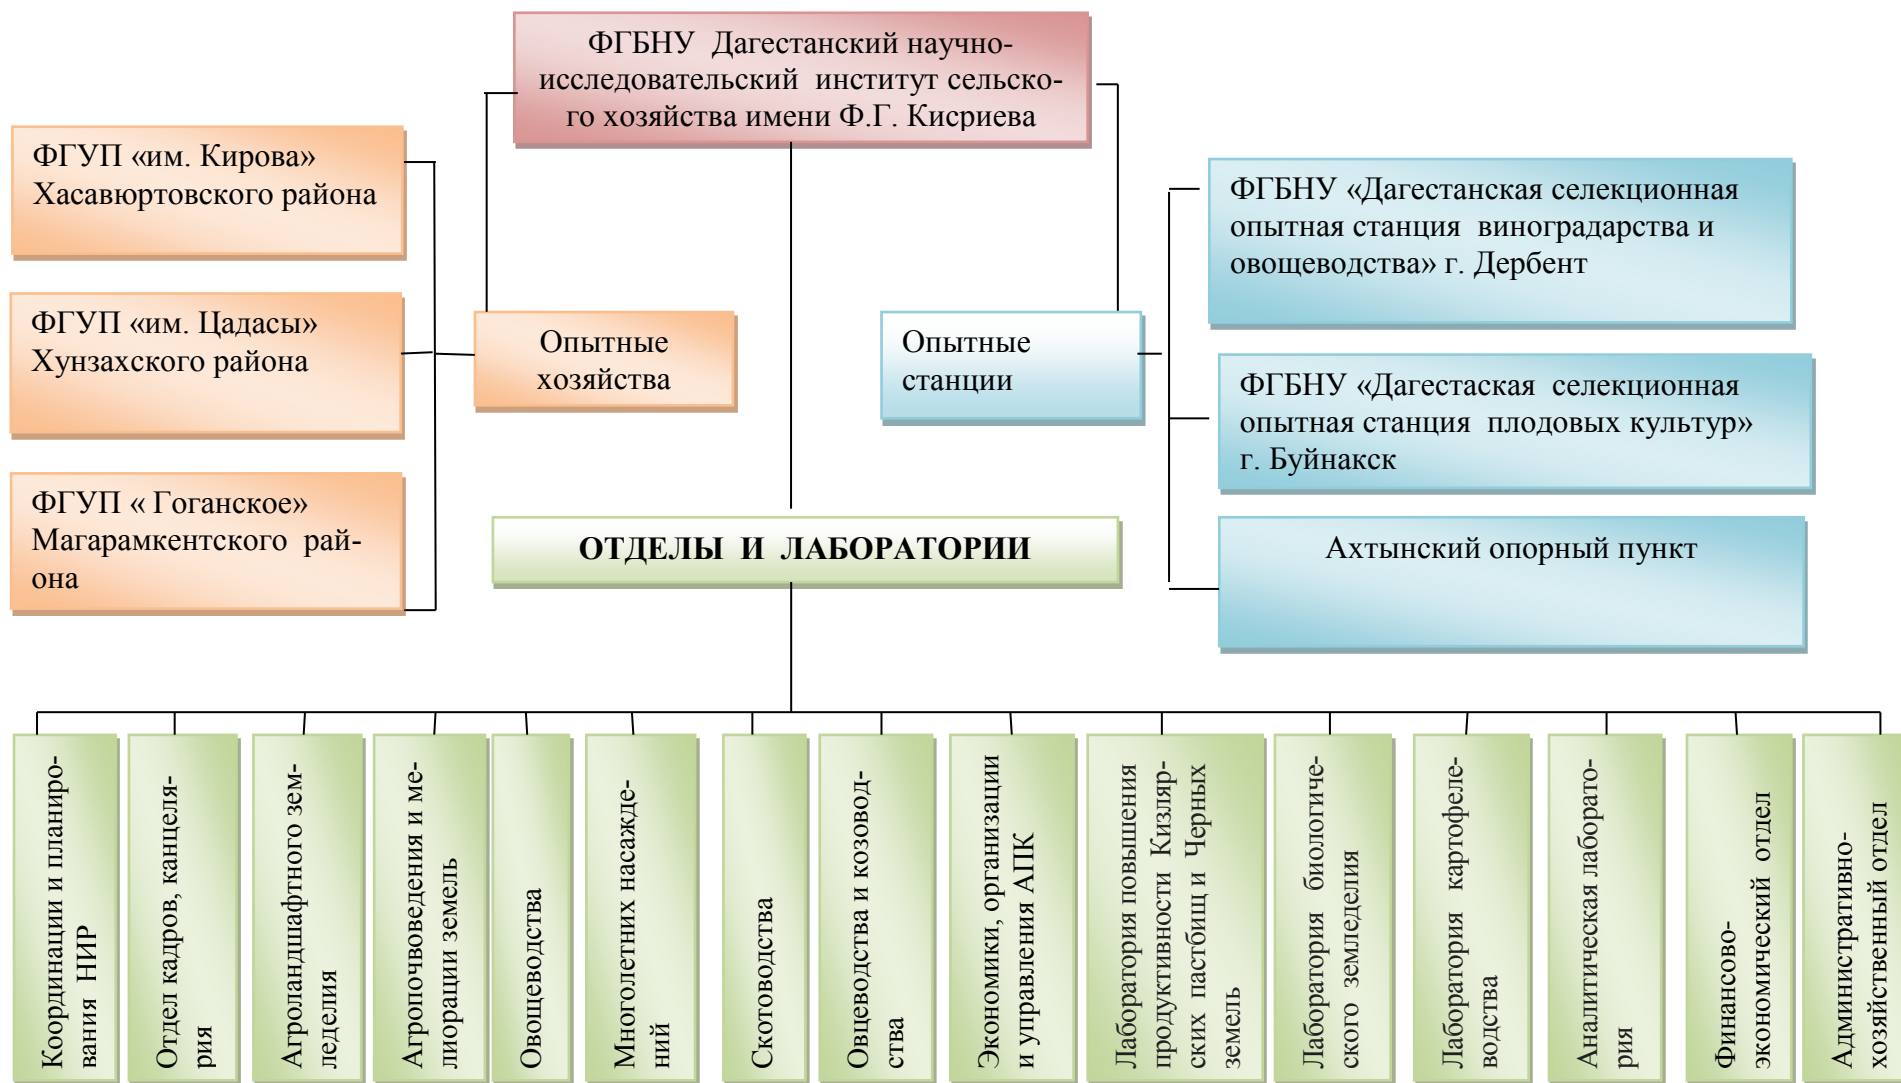 ФГБНУ Дагестанский научно-
исследовательский институт сельско-
го хозяйства имени Ф.Г. Кисриева
ФГУП «им. Кирова»
Хасавюртовского района
ФГУП «им. Цадасы»
Хунзахского района
ФГУП « Гоганское»
Магарамкентского рай-
она
Опытные
хозяйства
Опытные
станции
ФГБНУ «Дагестанская селекционная
опытная станция виноградарства и
овощеводства» г. Дербент
ФГБНУ «Дагестаская селекционная
опытная станция плодовых культур»
г. Буйнакск
Ахтынский опорный пункт
ОТДЕЛЫ И ЛАБОРАТОРИИ
Координации и планиро-
вания НИР
Отдел кадров, канцеля-
рия
Агроландшафтного зем-
леделия
Агропочвоведения и ме-
лиорации земель
Овощеводства
Многолетних насажде-
ний
Скотоводства
Овцеводства и козовод-
ства
Экономики, организации
и управления АПК
Лаборатория повышения
продуктивности Кизляр-
ских пастбищ и Черных
земель
Лаборатория биологиче-
ского земледелия
Лаборатория картофеле-
водства
Аналитическая лаборато-
рия
Финансово-
экономический отдел
Административно-
хозяйственный отдел